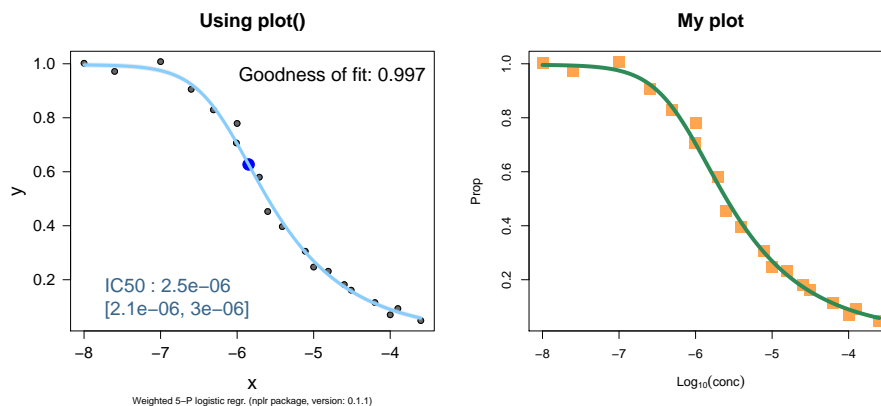 Using plot()
1.0
0.8
0.6
0.4
0.2
y
Goodness of fit: 0.997
IC50 : 2.5e−06
[2.1e−06, 3e−06]
−8 −7 −6 −5 −4
x
Weighted 5−P logistic regr. (nplr package, version: 0.1.1)
My plot
1.0
0.8
0.6
0.4
0.2
Prop
−8 −7 −6 −5 −4
Log₁₀(conc)